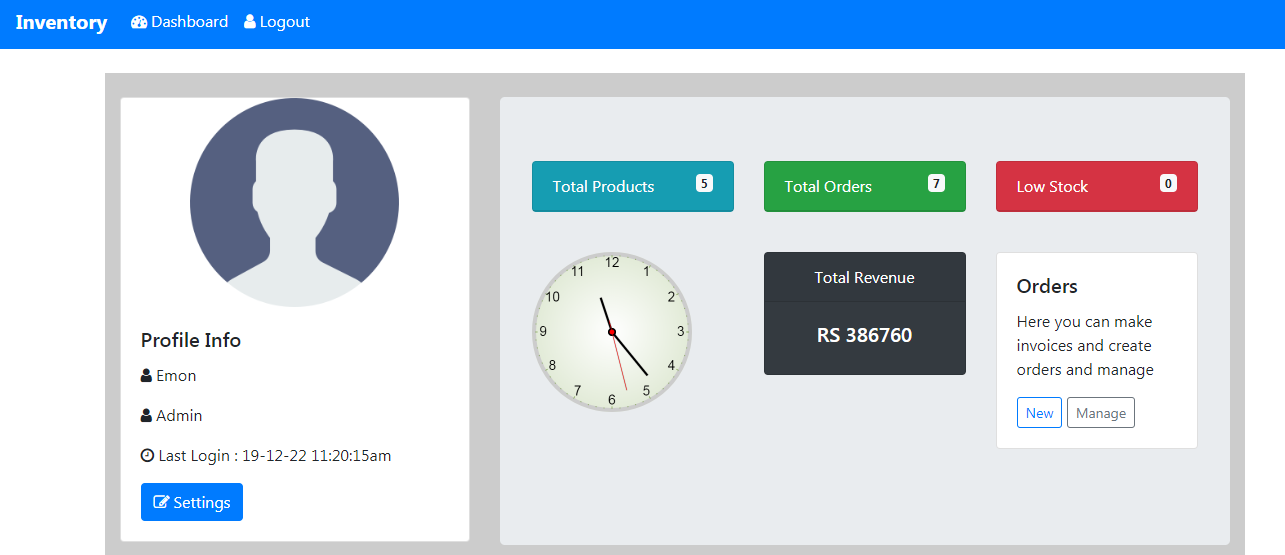 Inventory Dashboard Logout
Profile Info
Emon
Admin
Last Login : 19-12-22 11:20:15am
Settings
Total Products 5
Total Orders 7
Low Stock 0
12
1
2
3
4
5
6
7
8
9
10
11
Total Revenue
RS 386760
Orders
Here you can make
invoices and create
orders and manage
New Manage